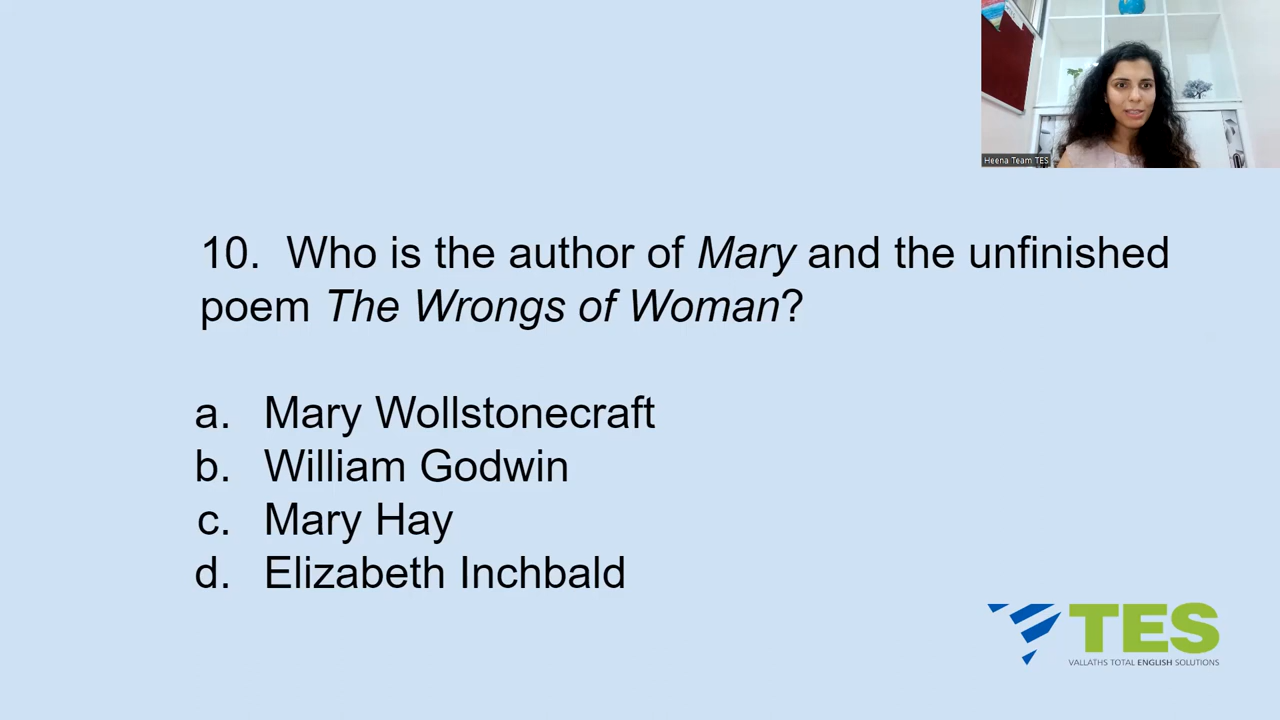 Heena Team TES
10. Who is the author of Mary and the unfinished
poem The Wrongs of Woman?
a. Mary Wollstonecraft
b. William Godwin
c. Mary Hay
d. Elizabeth Inchbald
TES
VALLATHS TOTAL ENGLISH SOLUTIONS